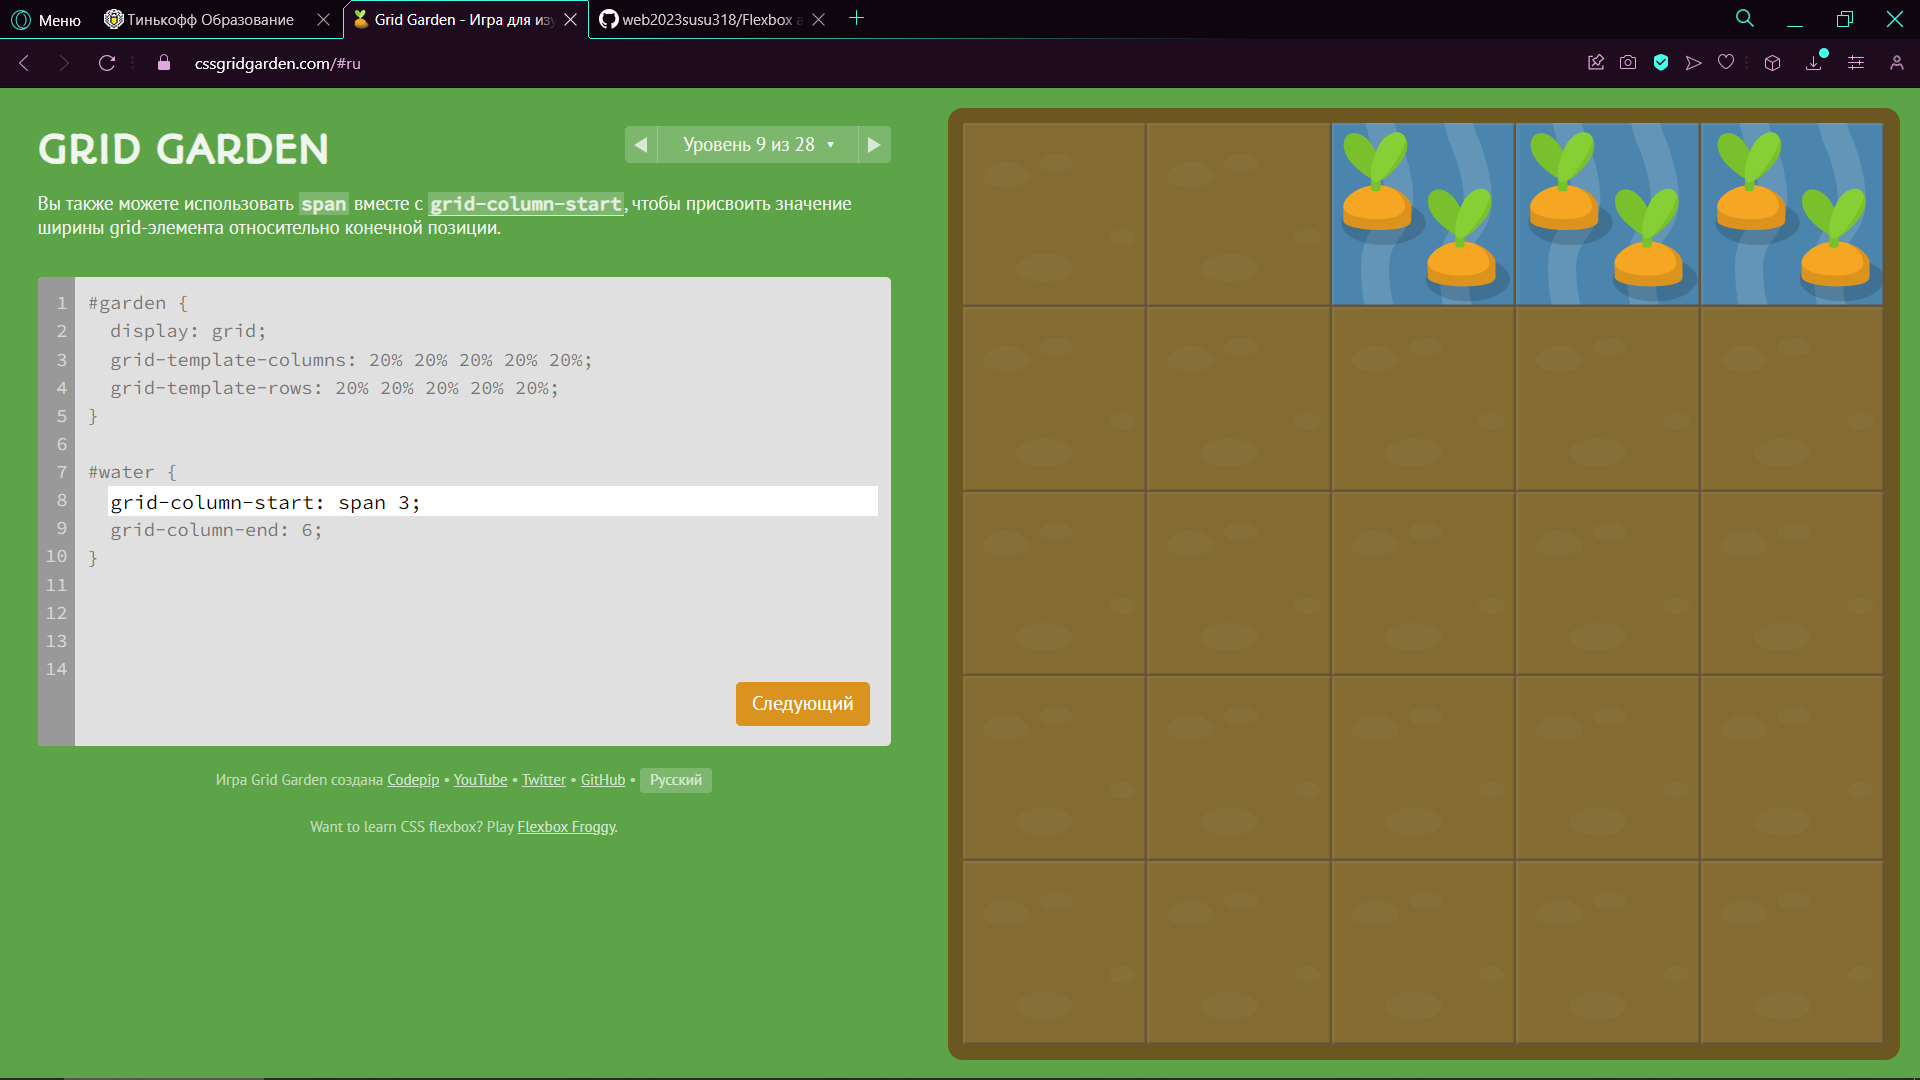 Меню
Тинькофф Образование
Grid Garden - Игра для изу
web2023susu318/Flexbox a
cssgridgarden.com/#ru
GRID GARDEN
Уровень 9 из 28
Вы также можете использовать span вместе с grid-column-start, чтобы присвоить значение
ширины grid-элемента относительно конечной позиции.
1 #garden {
2 display: grid;
3 grid-template-columns: 20% 20% 20% 20% 20%;
4 grid-template-rows: 20% 20% 20% 20% 20%;
5 }
6
7 #water {
8 grid-column-start: span 3;
9 grid-column-end: 6;
10 }
11
12
13
14
Следующий
Игра Grid Garden создана Codepip • YouTube • Twitter • GitHub • Русский
Want to learn CSS flexbox? Play Flexbox Froggy.